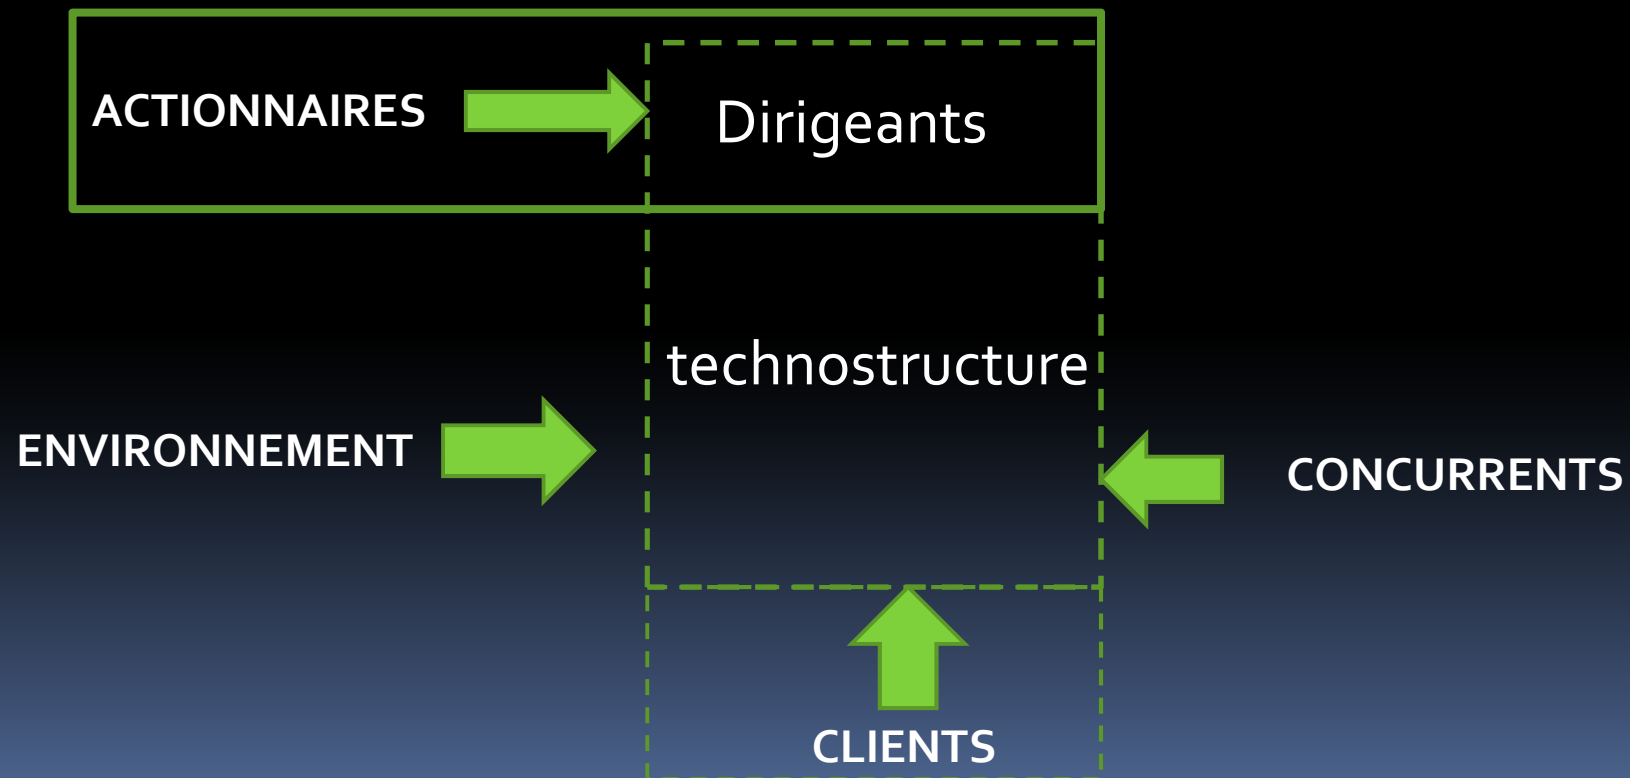 ACTIONNAIRES
Dirigeants
technostructure
ENVIRONNEMENT
CONCURRENTS
CLIENTS